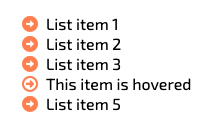 List item 1
List item 2
List item 3
This item is hovered
List item 5